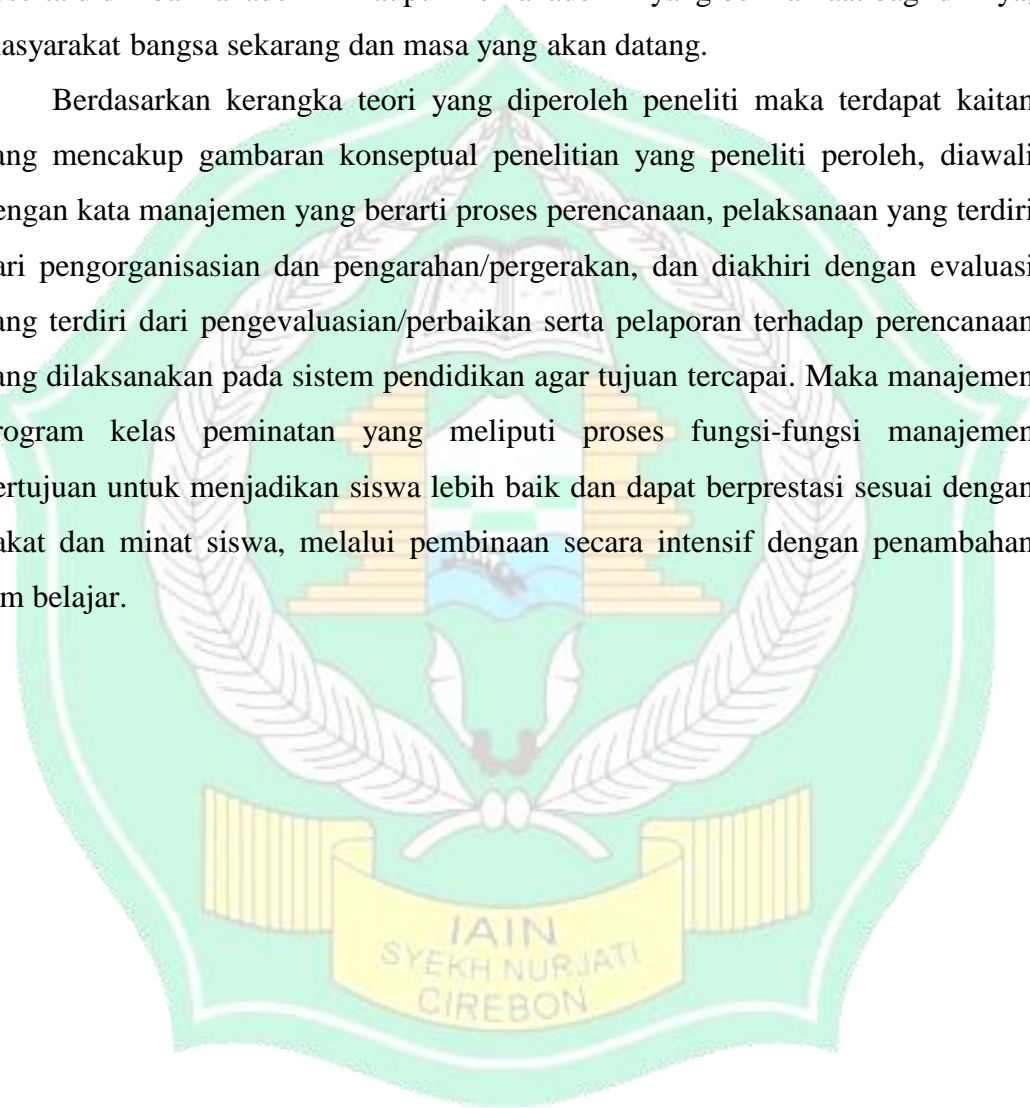 asyarakat bangsa sekarang dan masa yang akan datang.
Berdasarkan kerangka teori yang diperoleh peneliti maka terdapat kaitan
ang mencakup gambaran konseptual penelitian yang peneliti peroleh, diawali
engan kata manajemen yang berarti proses perencanaan, pelaksanaan yang terdiri
ari pengorganisasian dan pengarahan/pergerakan, dan diakhiri dengan evaluasi
ang terdiri dari pengevaluasian/perbaikan serta pelaporan terhadap perencanaan
ang dilaksanakan pada sistem pendidikan agar tujuan tercapai. Maka manajemen
rogram kelas peminatan yang meliputi proses fungsi-fungsi manajemen
ertujuan untuk menjadikan siswa lebih baik dan dapat berprestasi sesuai dengan
akat dan minat siswa, melalui pembinaan secara intensif dengan penambahan
m belajar.
IAIN
SYEKH NURJATI
CIREBON